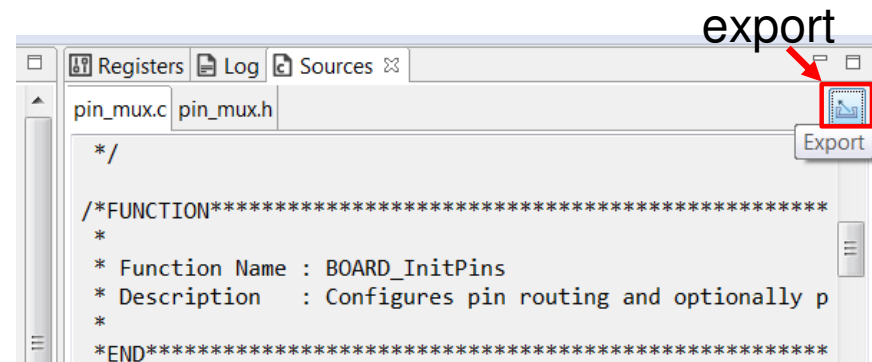 export
Registers Log Sources
pin_mux.c pin_mux.h
Export
*/
/*FUNCTION************************************************
*
* Function Name : BOARD_InitPins
* Description   : Configures pin routing and optionally p
*
*END*****************************************************